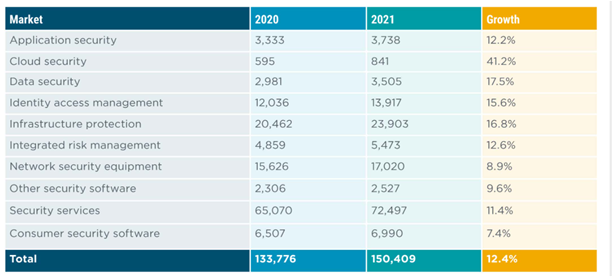 Market 2020 2021 Growth
Application security 3,333 3,738 12.2%
Cloud security 595 841 41.2%
Data security 2,981 3,505 17.5%
Identity access management 12,036 13,917 15.6%
Infrastructure protection 20,462 23,903 16.8%
Integrated risk management 4,859 5,473 12.6%
Network security equipment 15,626 17,020 8.9%
Other security software 2,306 2,527 9.6%
Security services 65,070 72,497 11.4%
Consumer security software 6,507 6,990 7.4%
Total 133,776 150,409 12.4%